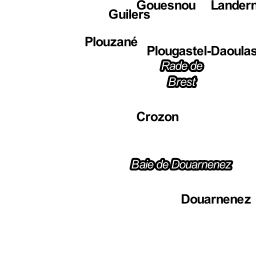 Gouesnou
Landern
Guilers
Plouzané
Plougastel-Daoulas
Rade de
Brest
Crozon
Baie de Douarnenez
Douarnenez